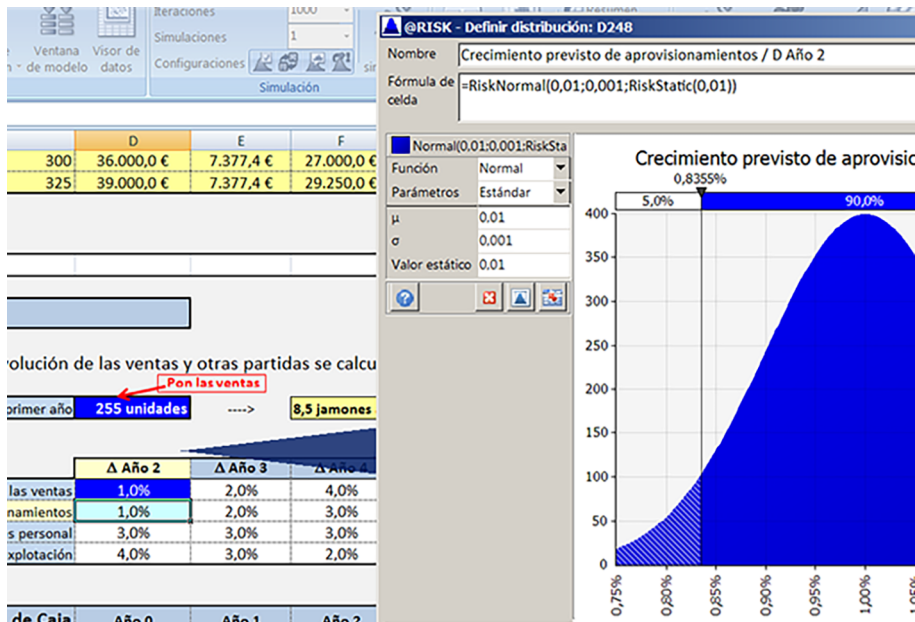 Iteraciones 1000
Simulaciones 1
Configuraciones
Ventana de modelo
Visor de datos
Simulación
D E F
300 36.000,0 € 7.377,4 € 27.000,0 €
325 39.000,0 € 7.377,4 € 29.250,0 €
volución de las ventas y otras partidas se calcu
Pon las ventas
primer año 255 unidades ----> 8,5 jamones
Δ Año 2 Δ Año 3 Δ Año 4
las ventas 1,0% 2,0% 4,0%
namientos 1,0% 2,0% 3,0%
s personal 3,0% 3,0% 3,0%
xplotación 4,0% 3,0% 2,0%
de Caja Año 0 Año 1 Año 2
@RISK - Definir distribución: D248
Nombre Crecimiento previsto de aprovisionamientos / D Año 2
Fórmula de celda =RiskNormal(0,01;0,001;RiskStatic(0,01))
Normal(0,01;0,001;RiskSta
Función Normal
Parámetros Estándar
μ 0,01
σ 0,001
Valor estático 0,01
Crecimiento previsto de aprovisio
0,8355%
5,0% 90,0%
400
350
300
250
200
150
100
50
0
0,75% 0,80% 0,85% 0,90% 0,95% 1,00% 1,05%